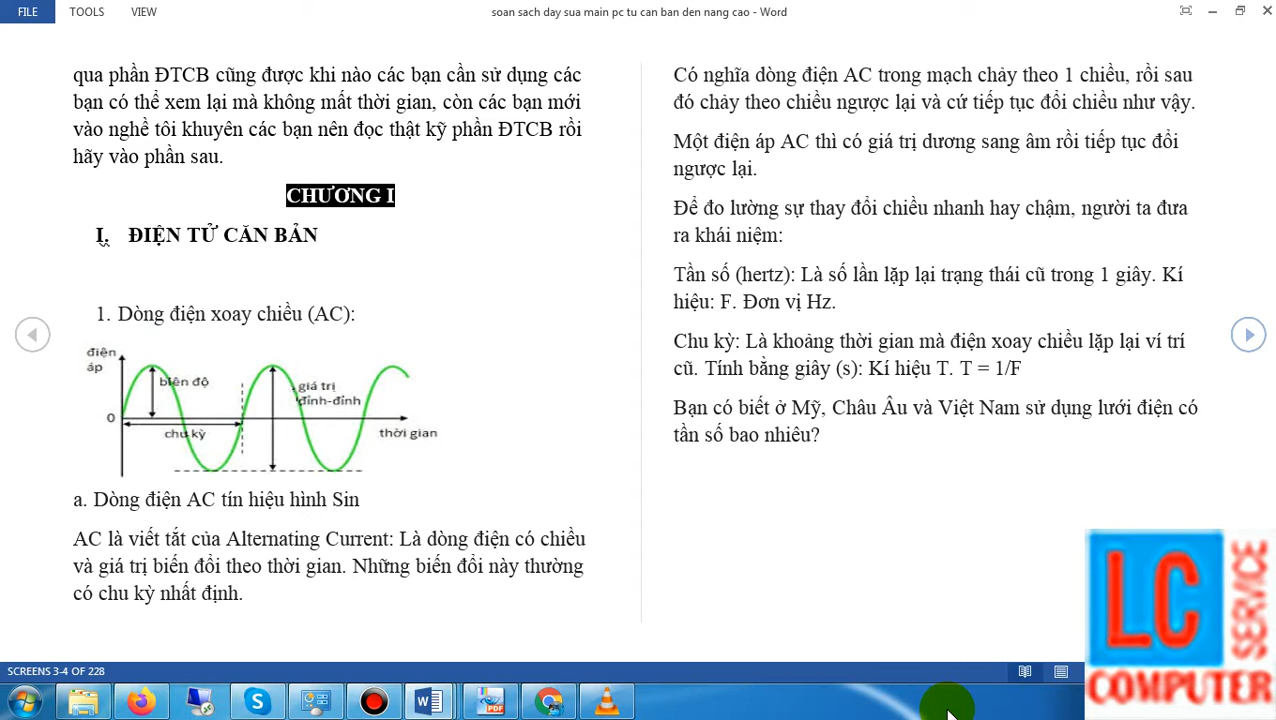 FILE TOOLS VIEW soan sach day sua main pc tu can ban den nang cao - Word
qua phần ĐTCB cũng được khi nào các bạn cần sử dụng các
bạn có thể xem lại mà không mất thời gian, còn các bạn mới
vào nghề tôi khuyên các bạn nên đọc thật kỹ phần ĐTCB rồi
hãy vào phần sau.
CHƯƠNG I
I. ĐIỆN TỬ CĂN BẢN
1. Dòng điện xoay chiều (AC):
điện
áp
biên độ
giá trị
đỉnh-đỉnh
0
chu kỳ
thời gian
a. Dòng điện AC tín hiệu hình Sin
AC là viết tắt của Alternating Current: Là dòng điện có chiều
và giá trị biến đổi theo thời gian. Những biến đổi này thường
có chu kỳ nhất định.
Có nghĩa dòng điện AC trong mạch chảy theo 1 chiều, rồi sau
đó chảy theo chiều ngược lại và cứ tiếp tục đổi chiều như vậy.
Một điện áp AC thì có giá trị dương sang âm rồi tiếp tục đổi
ngược lại.
Để đo lường sự thay đổi chiều nhanh hay chậm, người ta đưa
ra khái niệm:
Tần số (hertz): Là số lần lặp lại trạng thái cũ trong 1 giây. Kí
hiệu: F. Đơn vị Hz.
Chu kỳ: Là khoảng thời gian mà điện xoay chiều lặp lại ví trí
cũ. Tính bằng giây (s): Kí hiệu T. T = 1/F
Bạn có biết ở Mỹ, Châu Âu và Việt Nam sử dụng lưới điện có
tần số bao nhiêu?
LC
SERVICE
COMPUTER
SCREENS 3-4 OF 228